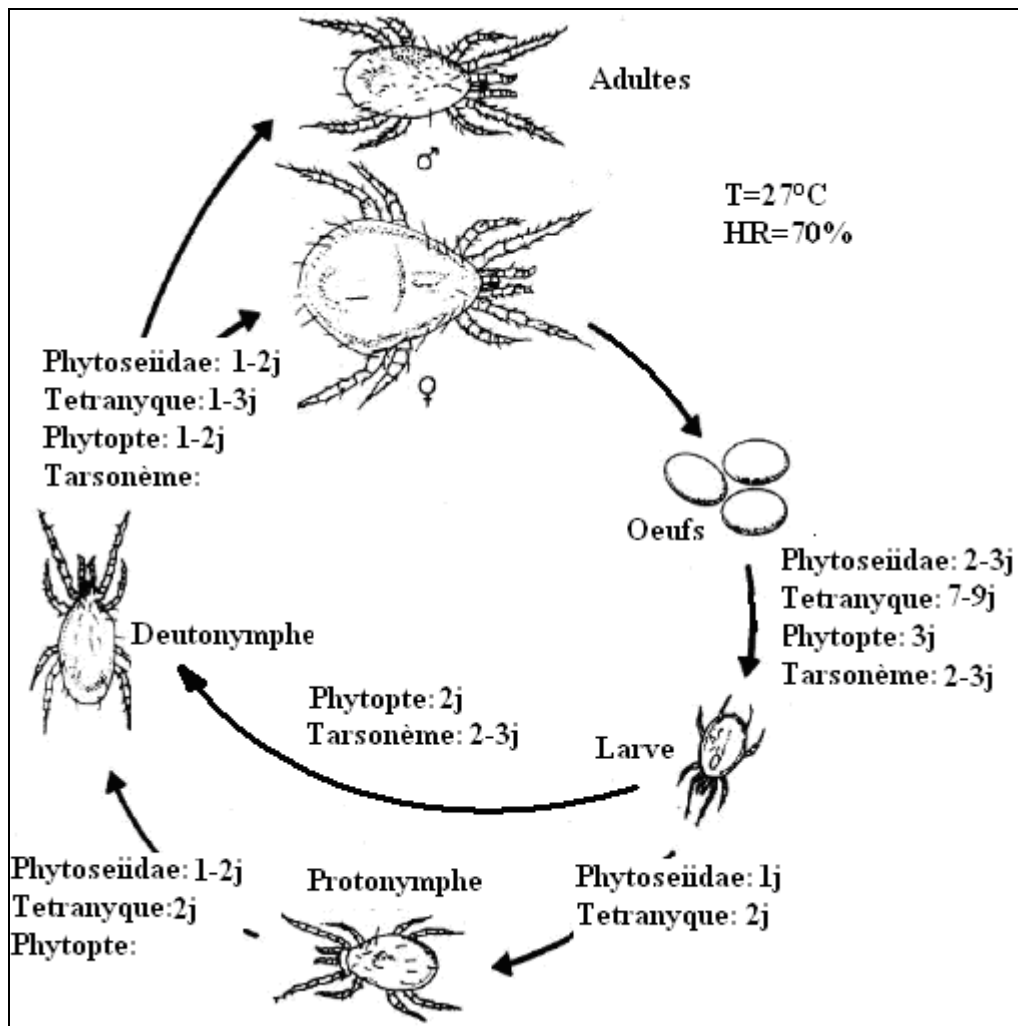 Adultes
♂
T=27°C
HR=70%
♀
Phytoseiidae: 1-2j
Tetranyque: 1-3j
Phytopte: 1-2j
Tarsonème:
Oeufs
Phytoseiidae: 2-3j
Tetranyque: 7-9j
Phytopte: 3j
Tarsonème: 2-3j
Deutonymphe
Phytopte: 2j
Tarsonème: 2-3j
Larve
Phytoseiidae: 1j
Tetranyque: 2j
Protonymphe
Phytoseiidae: 1-2j
Tetranyque:2j
Phytopte: